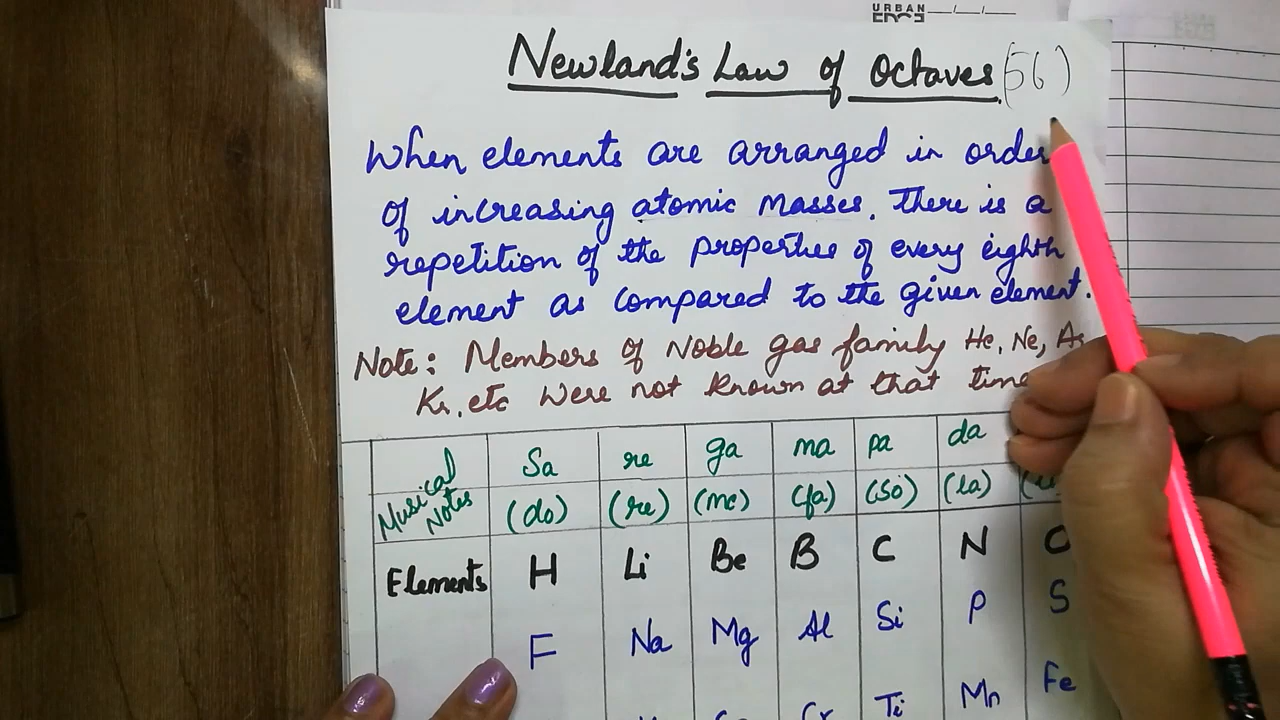 URBAN
Newland's Law of Octaves (56)
When elements are arranged in order
of increasing atomic masses, there is a
repetition of the properties of every eighth
element as compared to the given element.
Note: Members of Noble gas family He, Ne, Ar
Kr, etc were not known at that time
Musical Notes Sa re ga ma pa da
(do) (re) (me) (fa) (so) (la)
Elements H Li Be B C N O
F Na Mg Al Si P S
Cr Ti Mn Fe